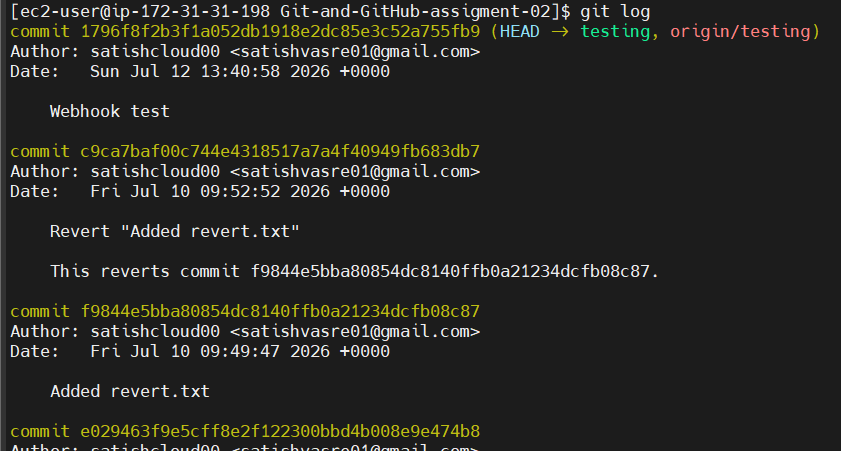 [ec2-user@ip-172-31-31-198 Git-and-GitHub-assigment-02]$ git log
commit 1796f8f2b3f1a052db1918e2dc85e3c52a755fb9 (HEAD → testing, origin/testing)
Author: satishcloud00 <satishvasre01@gmail.com>
Date:   Sun Jul 12 13:40:58 2026 +0000
Webhook test
commit c9ca7baf00c744e4318517a7a4f40949fb683db7
Author: satishcloud00 <satishvasre01@gmail.com>
Date:   Fri Jul 10 09:52:52 2026 +0000
Revert "Added revert.txt"
This reverts commit f9844e5bba80854dc8140ffb0a21234dcfb08c87.
commit f9844e5bba80854dc8140ffb0a21234dcfb08c87
Author: satishcloud00 <satishvasre01@gmail.com>
Date:   Fri Jul 10 09:49:47 2026 +0000
Added revert.txt
commit e029463f9e5cff8e2f122300bbd4b008e9e474b8
Author: satishcloud00 <satishvasre01@gmail.com>